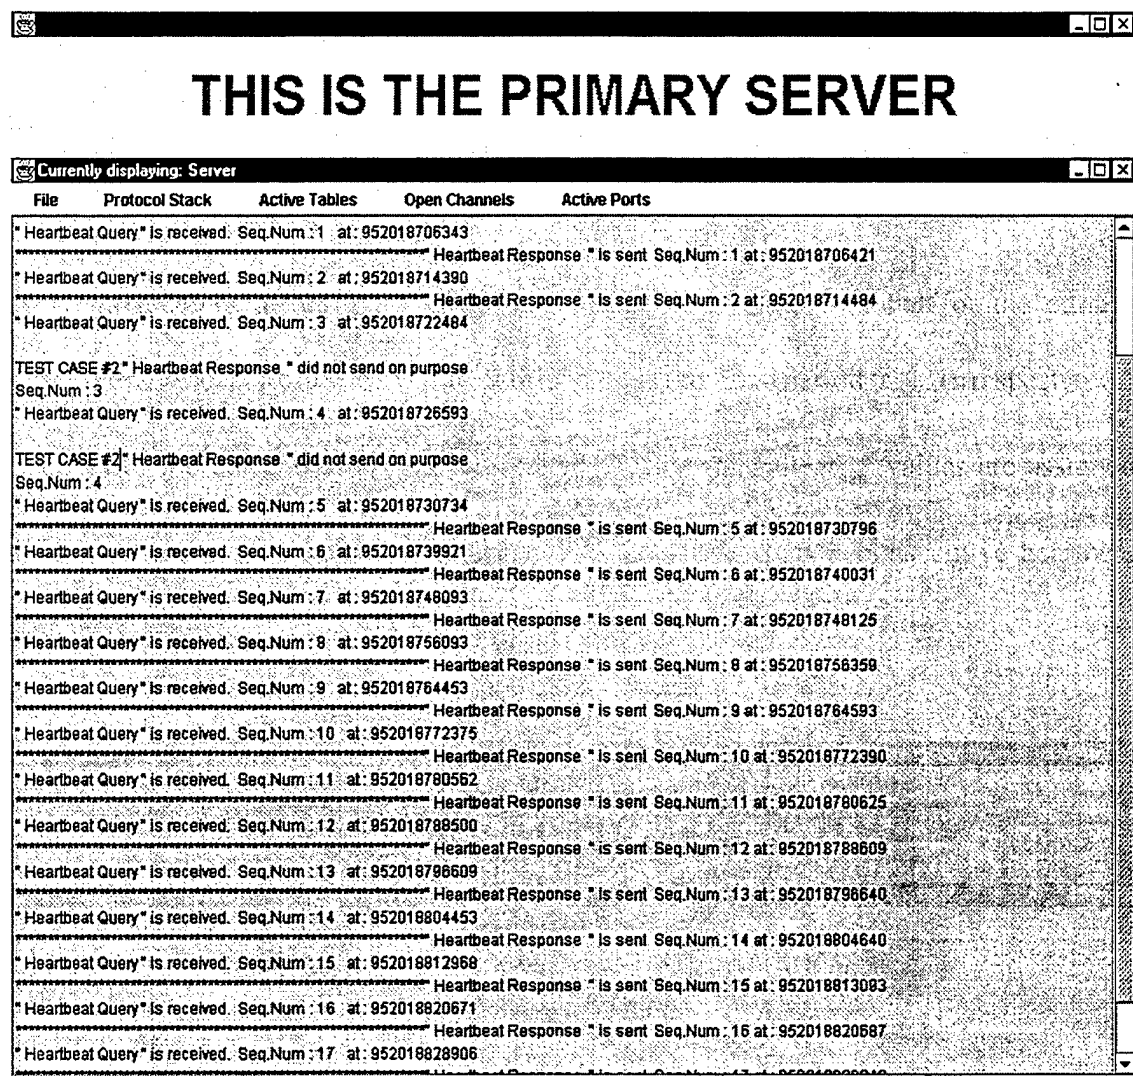 THIS IS THE PRIMARY SERVER
Currently displaying: Server
File Protocol Stack Active Tables Open Channels Active Ports
" Heartbeat Query" is received. Seq.Num : 1 at: 952018706343
****************************************************" Heartbeat Response " is sent Seq.Num : 1 at: 952018706421
" Heartbeat Query" is received. Seq.Num : 2 at: 952018714390
****************************************************" Heartbeat Response " is sent Seq.Num : 2 at: 952018714484
" Heartbeat Query" is received. Seq.Num : 3 at: 952018722484
TEST CASE #2" Heartbeat Response " did not send on purpose
Seq.Num : 3
" Heartbeat Query" is received. Seq.Num : 4 at: 952018726593
TEST CASE #2" Heartbeat Response " did not send on purpose
Seq.Num : 4
" Heartbeat Query" is received. Seq.Num : 5 at: 952018730734
****************************************************" Heartbeat Response " is sent Seq.Num : 5 at: 952018730796
" Heartbeat Query" is received. Seq.Num : 6 at: 952018739921
****************************************************" Heartbeat Response " is sent Seq.Num : 6 at: 952018740031
" Heartbeat Query" is received. Seq.Num : 7 at: 952018748093
****************************************************" Heartbeat Response " is sent Seq.Num : 7 at: 952018748125
" Heartbeat Query" is received. Seq.Num : 8 at: 952018756093
****************************************************" Heartbeat Response " is sent Seq.Num : 8 at: 952018756359
" Heartbeat Query" is received. Seq.Num : 9 at: 952018764453
****************************************************" Heartbeat Response " is sent Seq.Num : 9 at: 952018764593
" Heartbeat Query" is received. Seq.Num : 10 at: 952018772375
****************************************************" Heartbeat Response " is sent Seq.Num : 10 at: 952018772390
" Heartbeat Query" is received. Seq.Num : 11 at: 952018780562
****************************************************" Heartbeat Response " is sent Seq.Num : 11 at: 952018780625
" Heartbeat Query" is received. Seq.Num : 12 at: 952018788500
****************************************************" Heartbeat Response " is sent Seq.Num : 12 at: 952018788609
" Heartbeat Query" is received. Seq.Num : 13 at: 952018796609
****************************************************" Heartbeat Response " is sent Seq.Num : 13 at: 952018796640
" Heartbeat Query" is received. Seq.Num : 14 at: 952018804453
****************************************************" Heartbeat Response " is sent Seq.Num : 14 at: 952018804640
" Heartbeat Query" is received. Seq.Num : 15 at: 952018812968
****************************************************" Heartbeat Response " is sent Seq.Num : 15 at: 952018813093
" Heartbeat Query" is received. Seq.Num : 16 at: 952018820671
****************************************************" Heartbeat Response " is sent Seq.Num : 16 at: 952018820687
" Heartbeat Query" is received. Seq.Num : 17 at: 952018828906